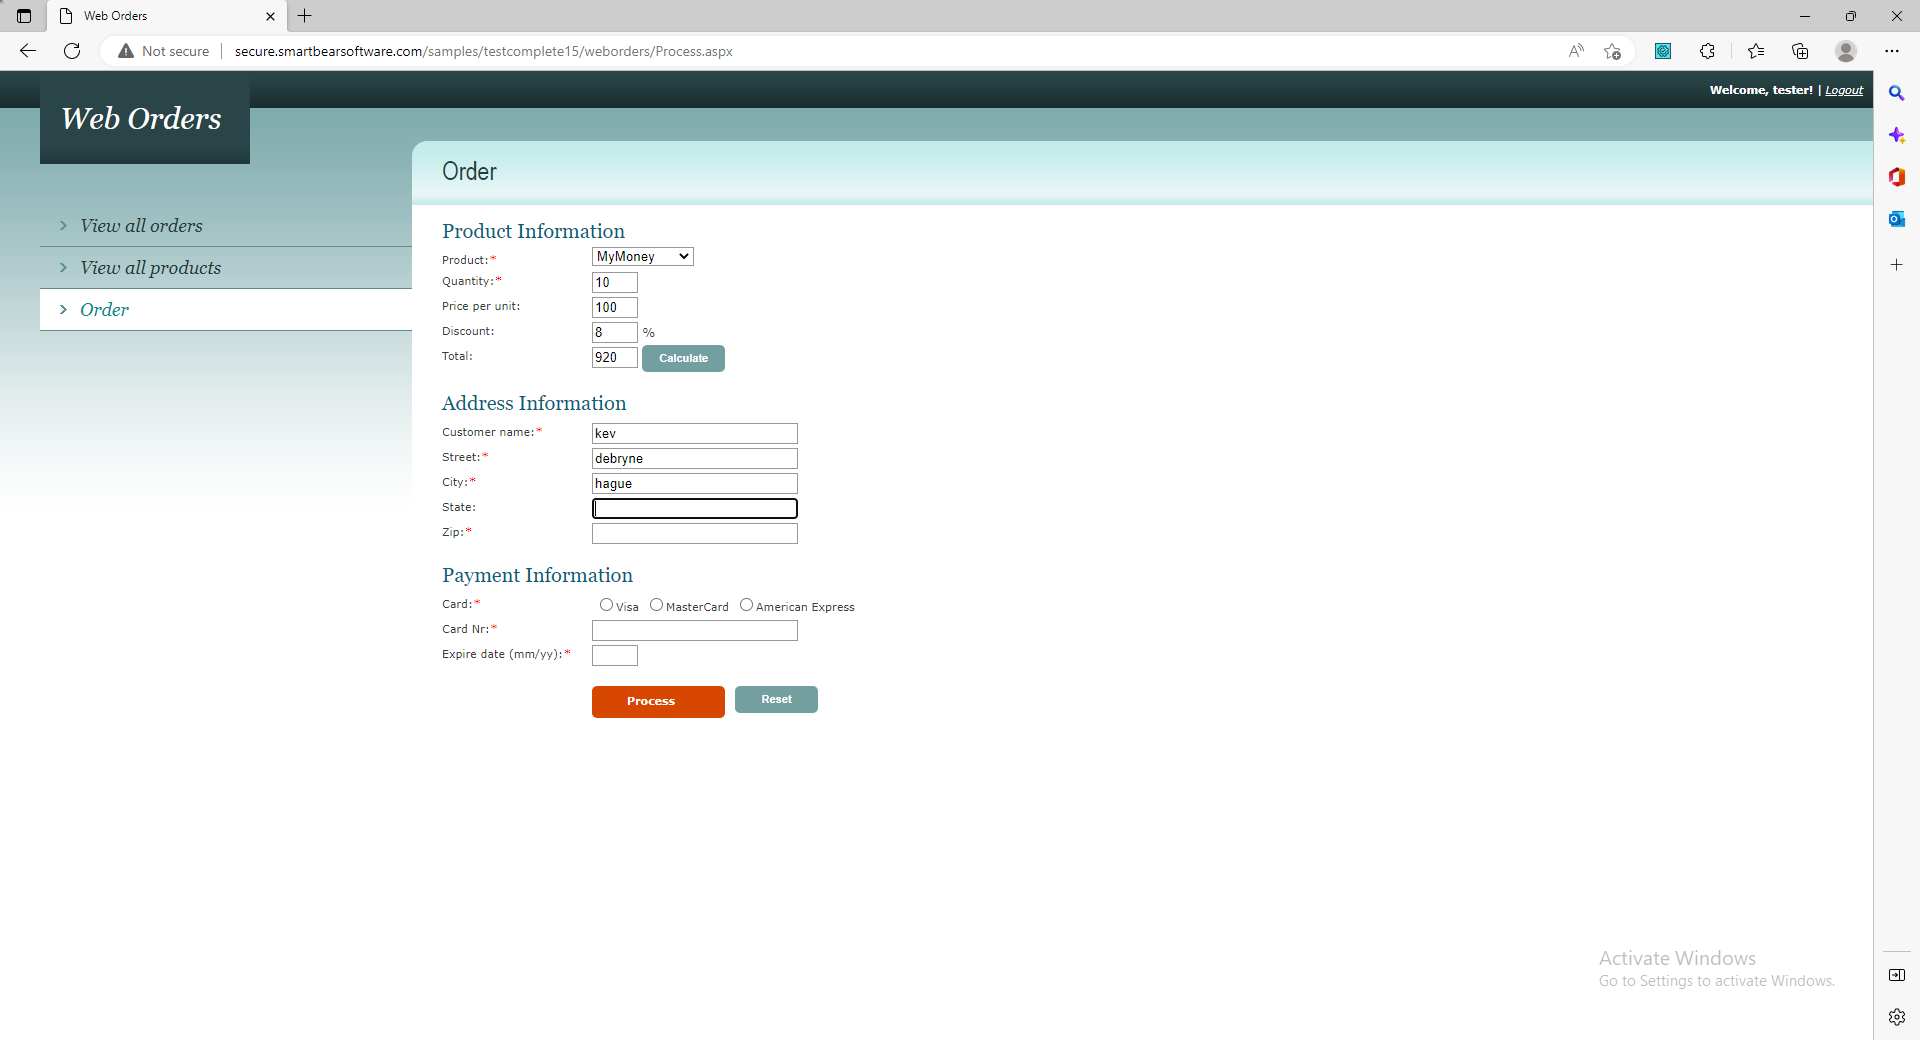 Web Orders
Not secure
secure.smartbearsoftware.com/samples/testcomplete15/weborders/Process.aspx
Welcome, tester! | Logout
Web Orders
Order
View all orders
View all products
Order
Product Information
Product:* MyMoney
Quantity:* 10
Price per unit: 100
Discount: 8 %
Total: 920 Calculate
Address Information
Customer name:* kev
Street:* debryne
City:* hague
State:
Zip:*
Payment Information
Card:* Visa MasterCard American Express
Card Nr:*
Expire date (mm/yy):*
Process Reset
Activate Windows
Go to Settings to activate Windows.